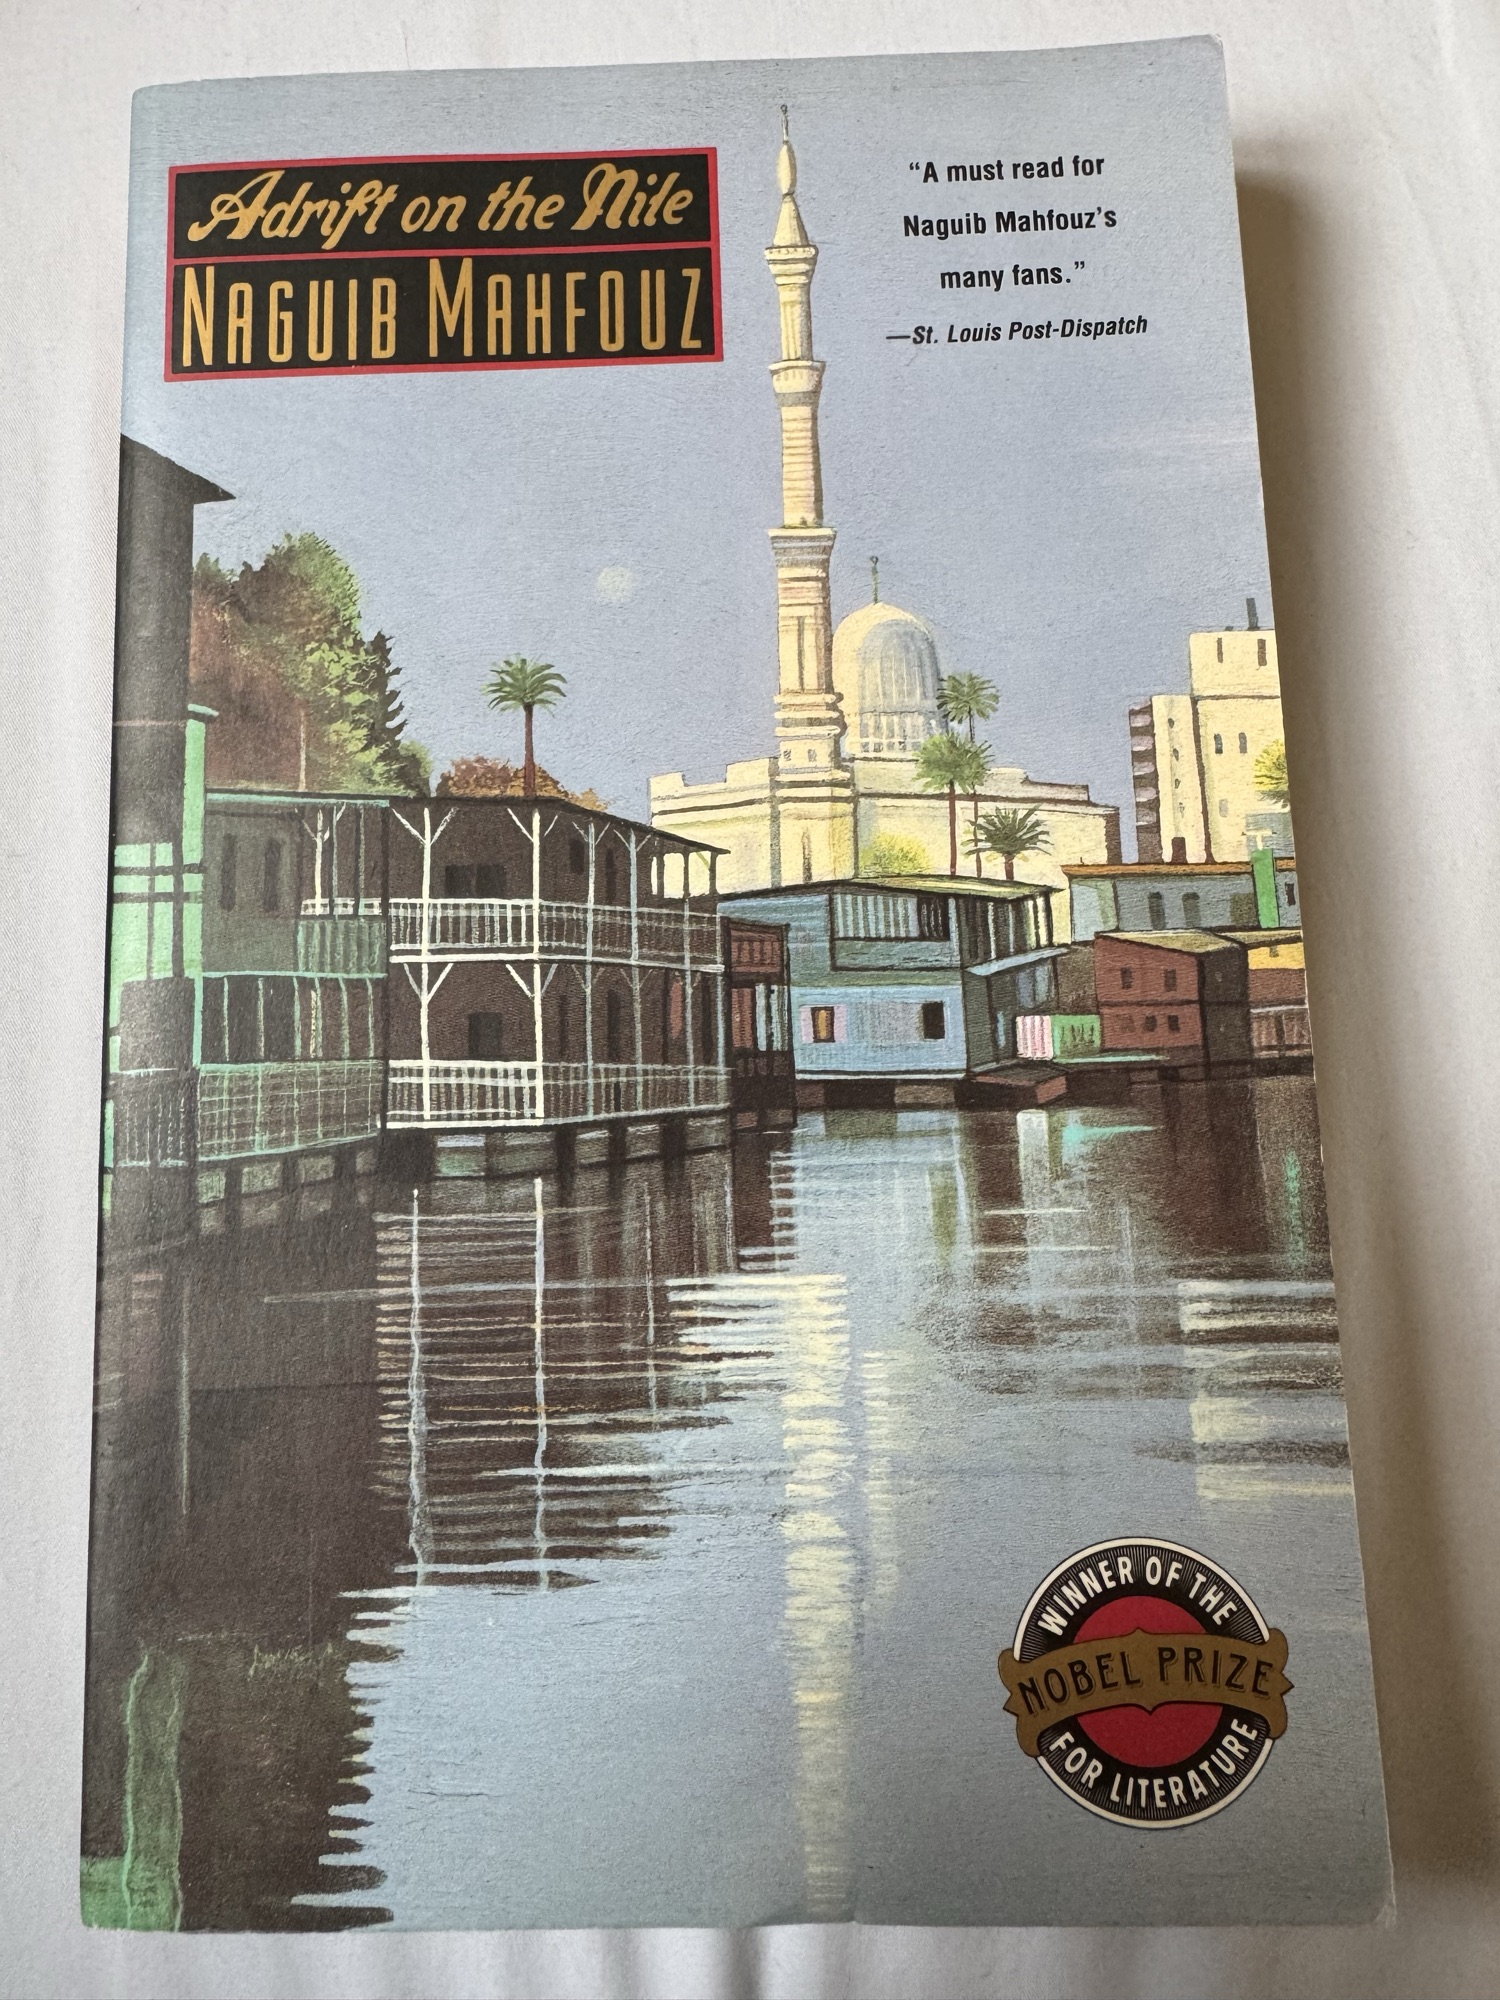 Adrift on the Nile
NAGUIB MAHFOUZ
“A must read for
Naguib Mahfouz’s
many fans.”
—St. Louis Post-Dispatch
WINNER OF THE
NOBEL PRIZE
FOR LITERATURE